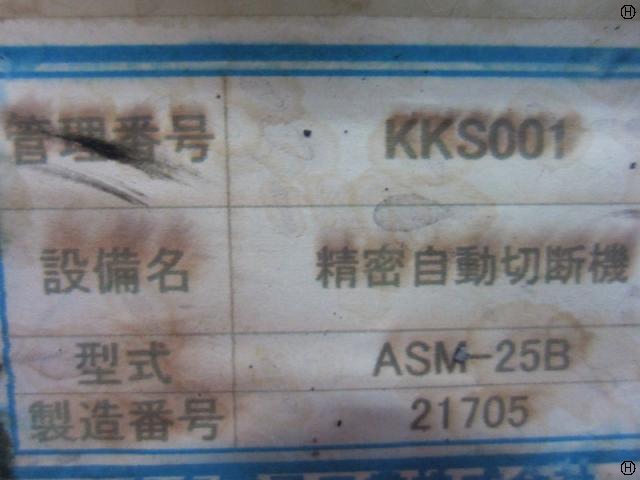 管理番号 KKS001
設備名 精密自動切断機
型式 ASM-25B
製造番号 21705